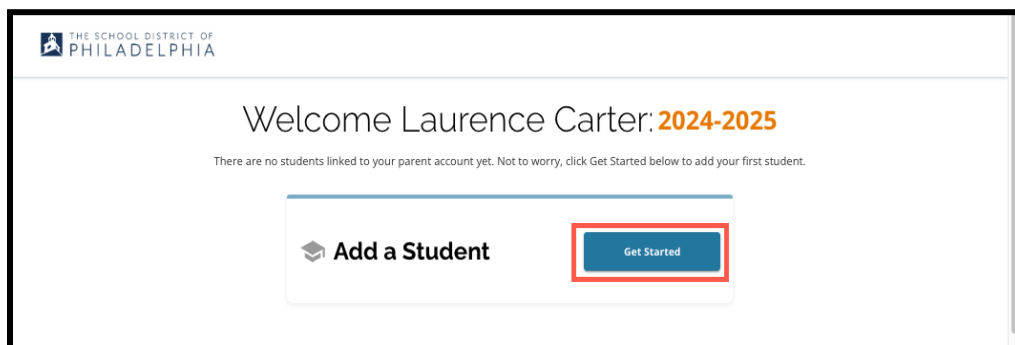 THE SCHOOL DISTRICT OF
PHILADELPHIA
Welcome Laurence Carter: 2024-2025
There are no students linked to your parent account yet. Not to worry, click Get Started below to add your first student.
Add a Student
Get Started